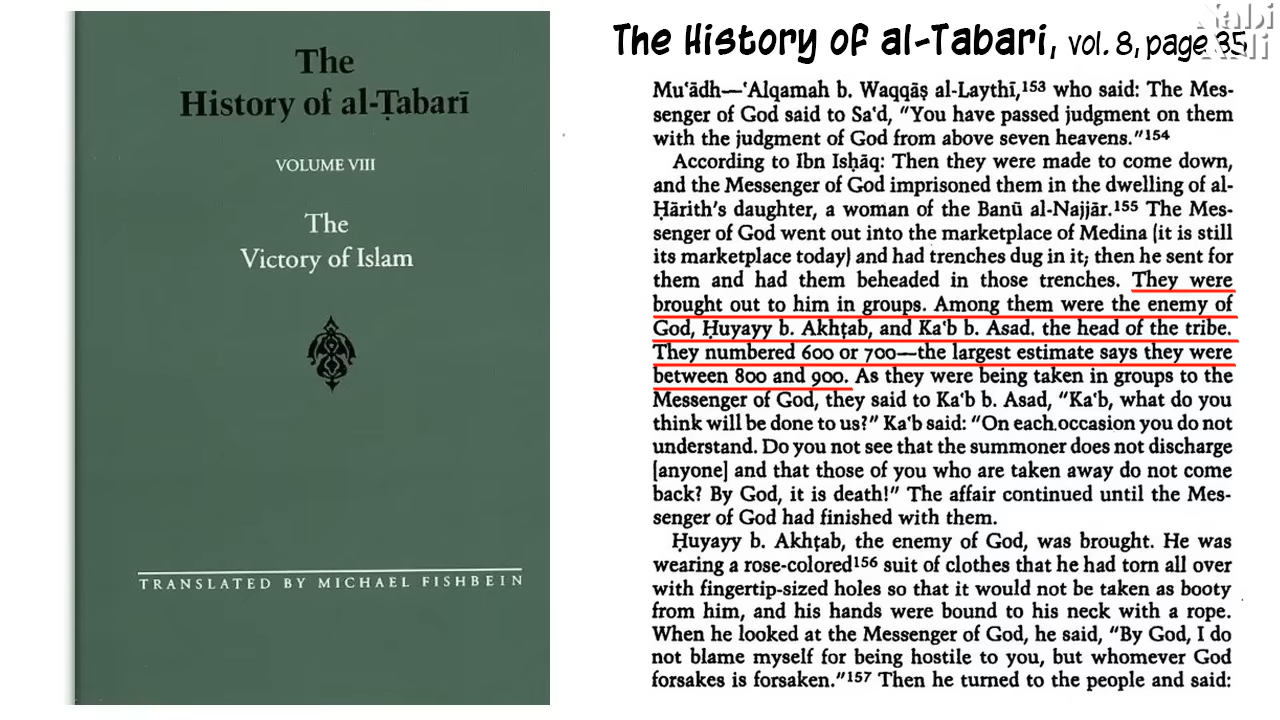 The
History of al-Ṭabarī
VOLUME VIII
The
Victory of Islam
TRANSLATED BY MICHAEL FISHBEIN
The History of al-Tabari, vol. 8, page 35
Muʿādh—ʿAlqamah b. Waqqāṣ al-Laythī,153 who said: The Mes-
senger of God said to Saʿd, "You have passed judgment on them
with the judgment of God from above seven heavens."154
According to Ibn Isḥāq: Then they were made to come down,
and the Messenger of God imprisoned them in the dwelling of al-
Ḥārith's daughter, a woman of the Banū al-Najjār.155 The Mes-
senger of God went out into the marketplace of Medina (it is still
its marketplace today) and had trenches dug in it; then he sent for
them and had them beheaded in those trenches. They were
brought out to him in groups. Among them were the enemy of
God, Ḥuyayy b. Akhṭab, and Kaʿb b. Asad. the head of the tribe.
They numbered 600 or 700—the largest estimate says they were
between 800 and 900. As they were being taken in groups to the
Messenger of God, they said to Kaʿb b. Asad, "Kaʿb, what do you
think will be done to us?" Kaʿb said: "On each occasion you do not
understand. Do you not see that the summoner does not discharge
[anyone] and that those of you who are taken away do not come
back? By God, it is death!" The affair continued until the Mes-
senger of God had finished with them.
Ḥuyayy b. Akhṭab, the enemy of God, was brought. He was
wearing a rose-colored156 suit of clothes that he had torn all over
with fingertip-sized holes so that it would not be taken as booty
from him, and his hands were bound to his neck with a rope.
When he looked at the Messenger of God, he said, "By God, I do
not blame myself for being hostile to you, but whomever God
forsakes is forsaken."157 Then he turned to the people and said: